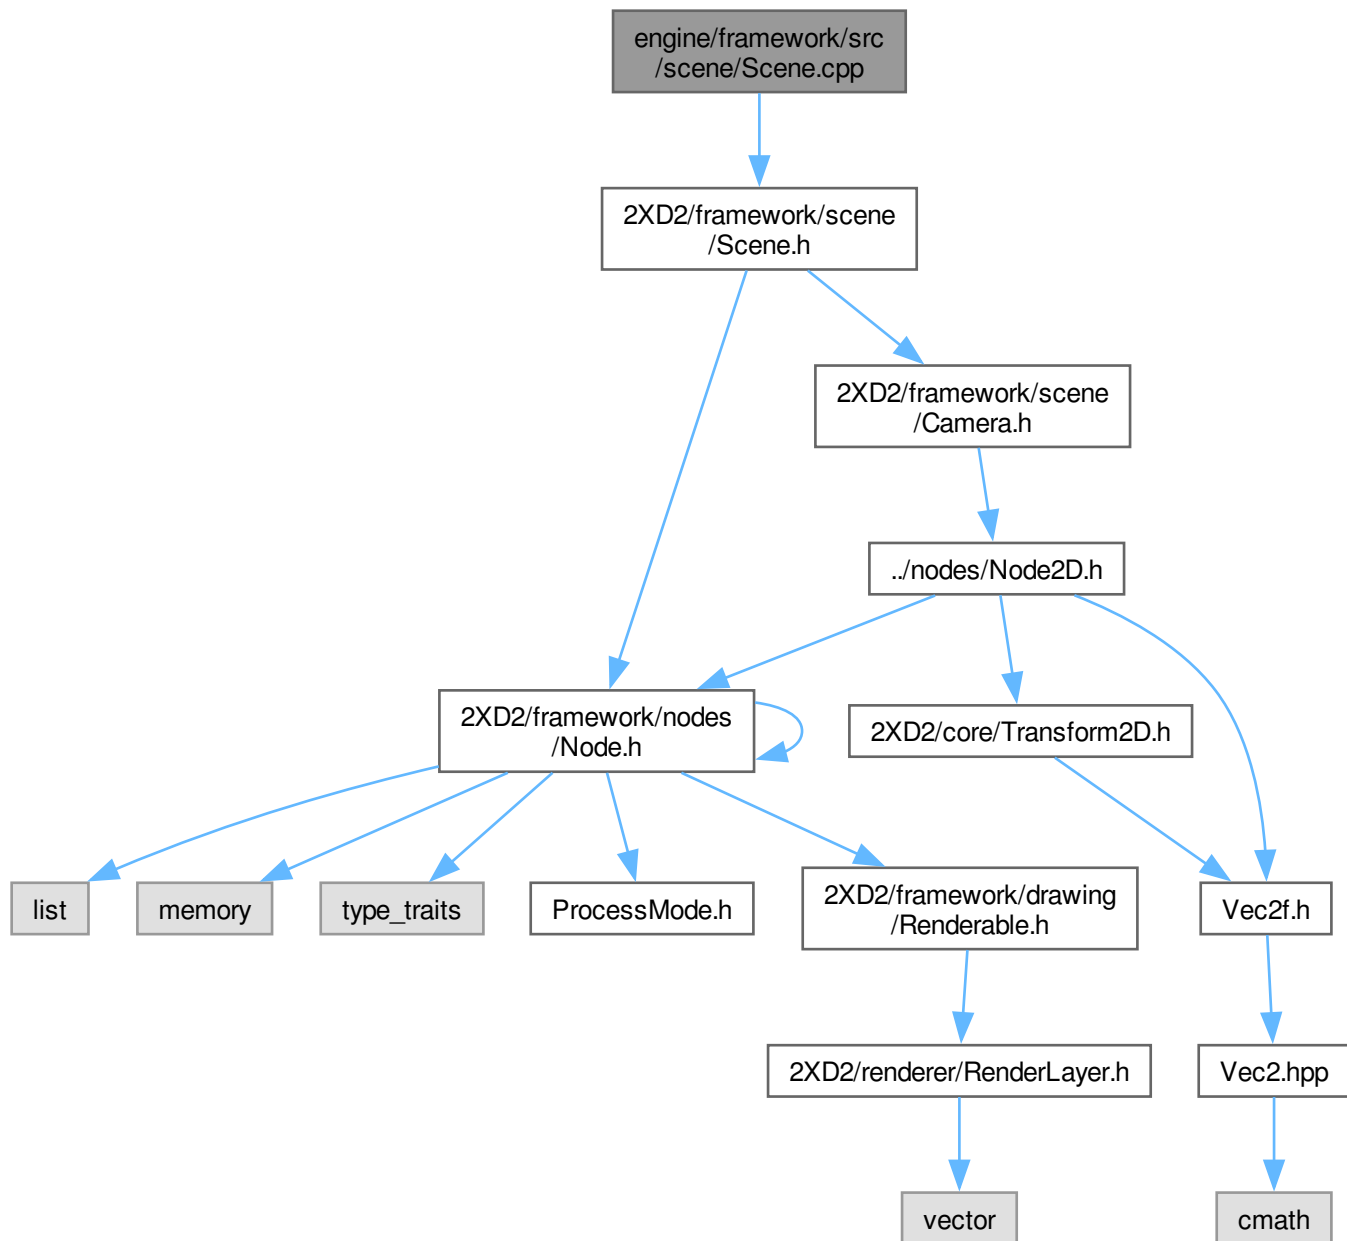 engine/framework/src
/scene/Scene.cpp
2XD2/framework/scene
/Scene.h
2XD2/framework/scene
/Camera.h
../nodes/Node2D.h
2XD2/framework/nodes
/Node.h
2XD2/core/Transform2D.h
list
memory
type_traits
ProcessMode.h
2XD2/framework/drawing
/Renderable.h
Vec2f.h
2XD2/renderer/RenderLayer.h
Vec2.hpp
vector
cmath